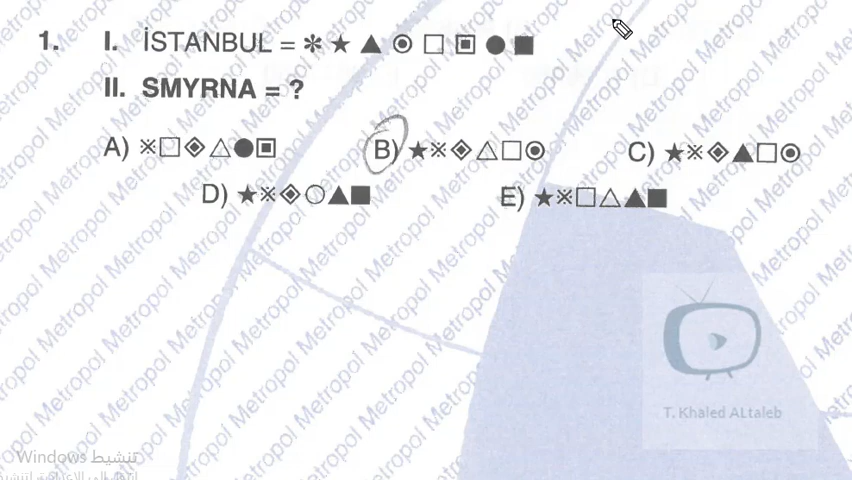 1. I. İSTANBUL = ✻ ★ ▲ ◉ □ ▣ ● ■
II. SMYRNA = ?
A) ※□◈△●▣ B) ★※◈△□◉ C) ★※◈▲□◉
D) ★※◈○▲■ E) ★※□△▲■
T. Khaled ALtaleb
تنشيط Windows